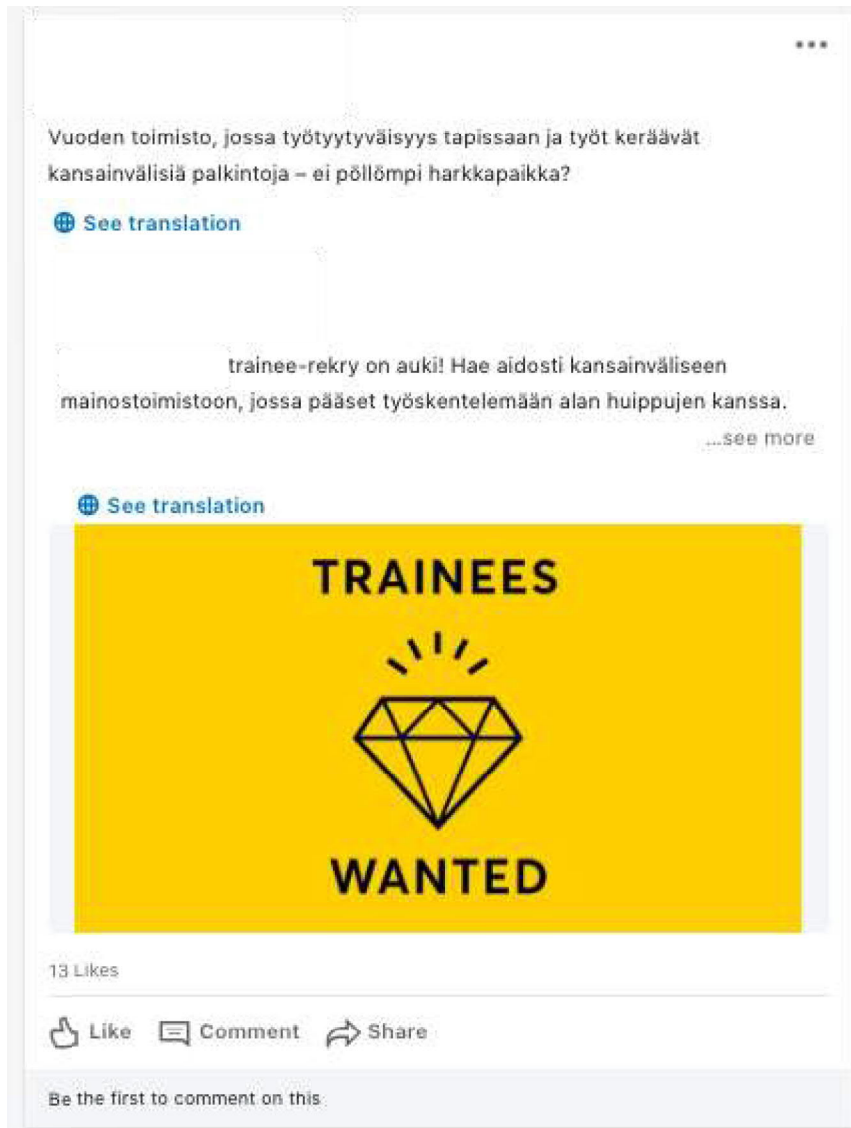 Vuoden toimisto, jossa työtyytyväisyys tapissaan ja työt keräävät
kansainvälisiä palkintoja – ei pöllömpi harkkapaikka?
See translation
trainee-rekry on auki! Hae aidosti kansainväliseen
mainostoimistoon, jossa pääset työskentelemään alan huippujen kanssa.
...see more
See translation
TRAINEES
WANTED
13 Likes
Like Comment Share
Be the first to comment on this